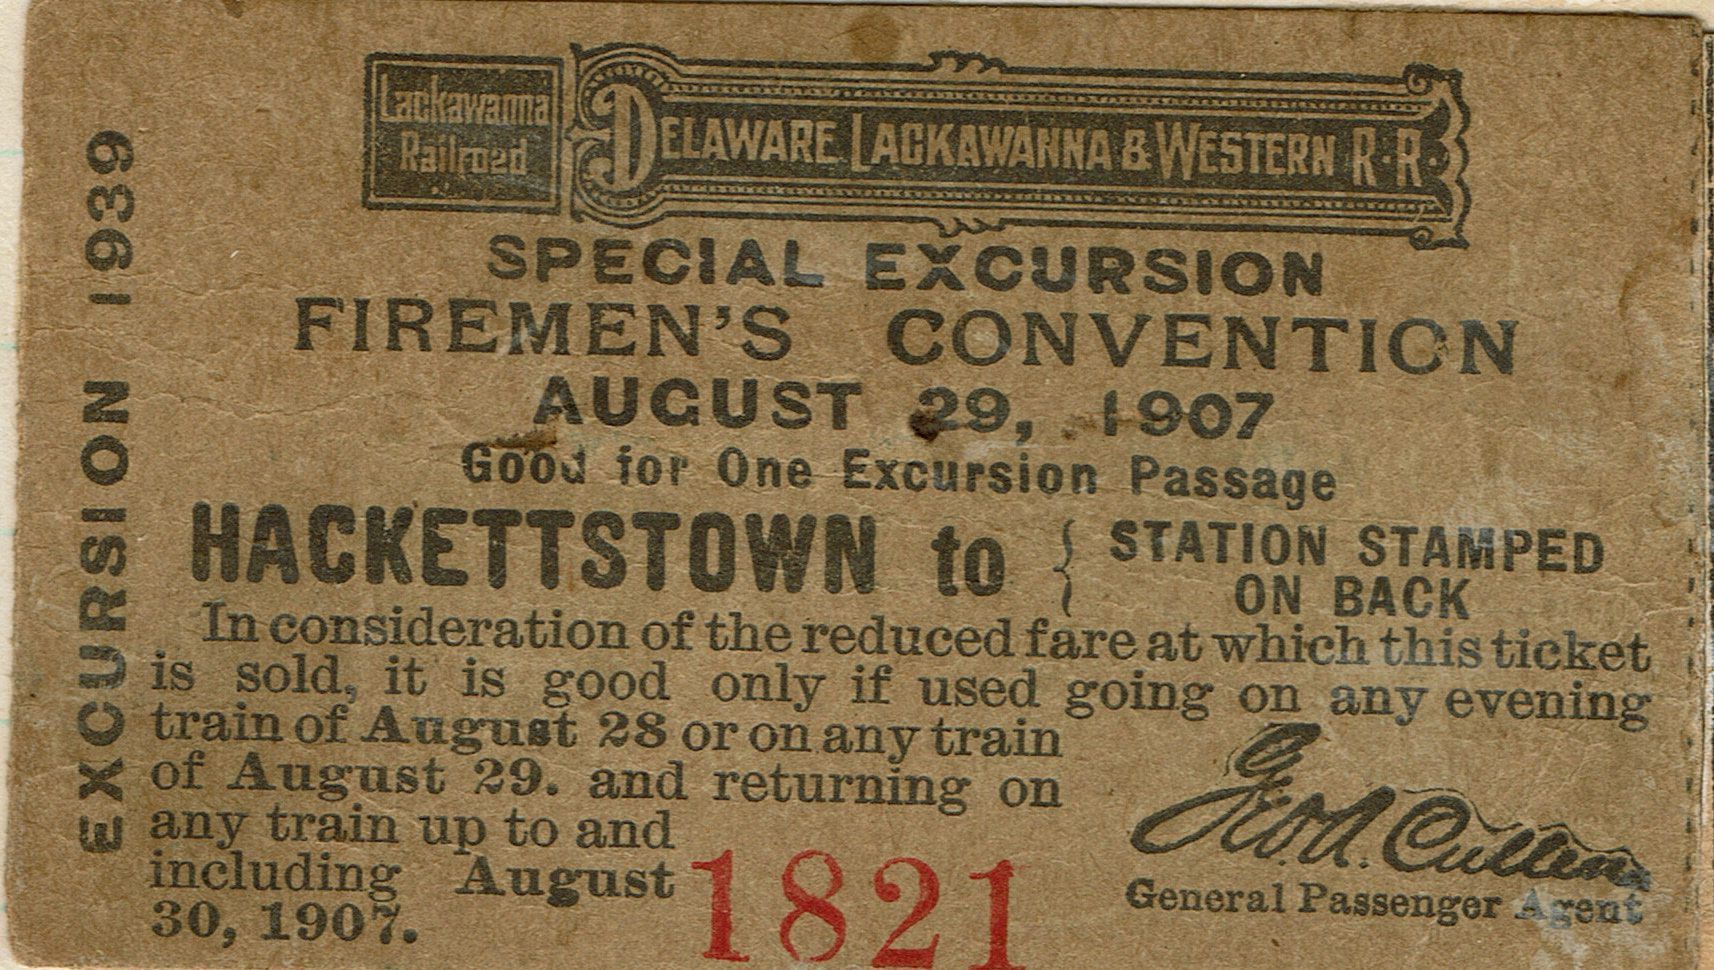 Lackawanna
Railroad
DELAWARE, LACKAWANNA & WESTERN R.R.
SPECIAL EXCURSION
FIREMEN'S CONVENTION
AUGUST 29, 1907
Good for One Excursion Passage
HACKETTSTOWN to { STATION STAMPED
ON BACK
In consideration of the reduced fare at which this ticket
is sold, it is good only if used going on any evening
train of August 28 or on any train
of August 29. and returning on
any train up to and
including August
30, 1907.
1821
Geo. A. Cullen,
General Passenger Agent
EXCURSION 1939